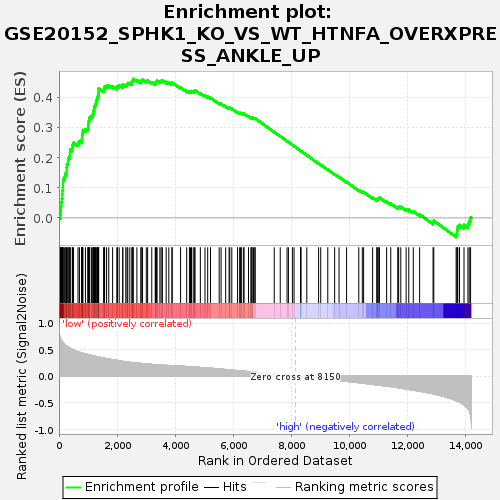 Enrichment plot:
GSE20152_SPHK1_KO_VS_WT_HTNFA_OVERXPRE
SS_ANKLE_UP
Enrichment score (ES)
0.4
0.3
0.2
0.1
0.0
Ranked list metric (Signal2Noise)
1.0
0.5
0.0
-0.5
-1.0
'low' (positively correlated)
Zero cross at 8150
'high' (negatively correlated)
0
2,000
4,000
6,000
8,000
10,000
12,000
14,000
Rank in Ordered Dataset
Enrichment profile
Hits
Ranking metric scores